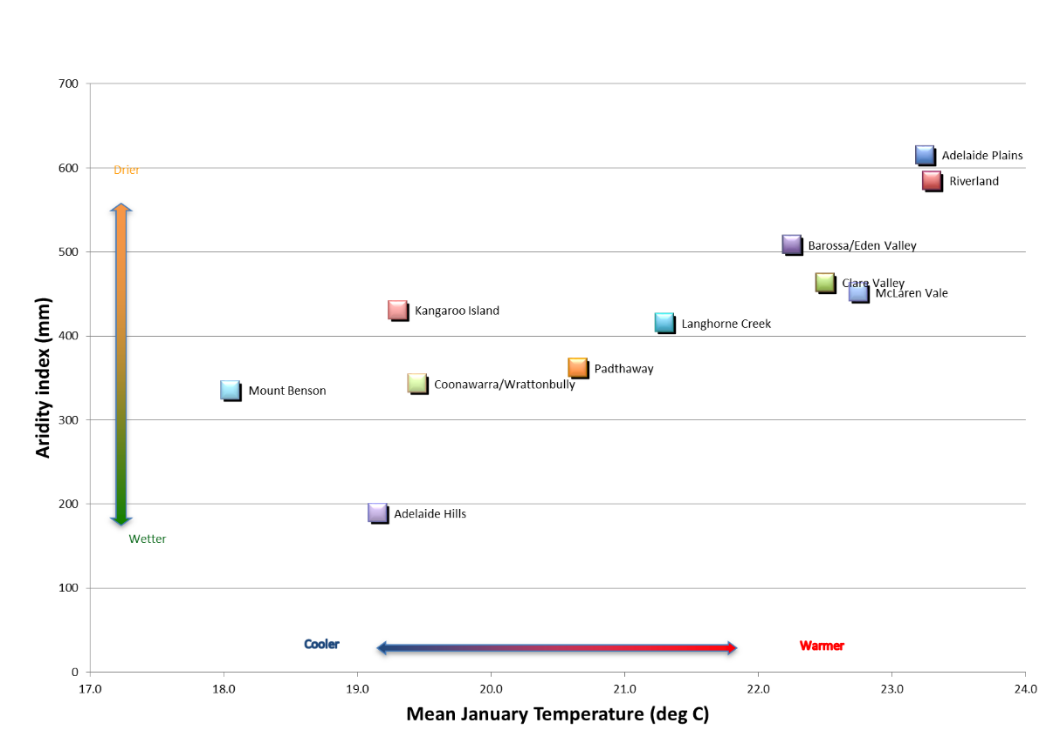 700
Adelaide Plains
600
Drier
Riverland
500
Barossa/Eden Valley
Clare Valley
McLaren Vale
Kangaroo Island
Langhorne Creek
400
Padthaway
Coonawarra/Wrattonbully
Mount Benson
300
200
Adelaide Hills
Wetter
100
Cooler
Warmer
0
17.0 18.0 19.0 20.0 21.0 22.0 23.0 24.0
Mean January Temperature (deg C)
Aridity index (mm)